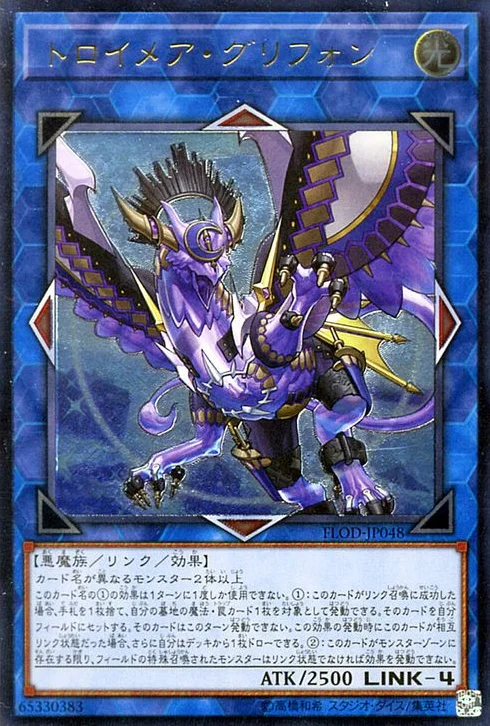 トロイメア・グリフォン
光
FLOD-JP048
【悪魔族／リンク／効果】
カード名が異なるモンスター２体以上
このカード名の①の効果は１ターンに１度しか使用できない。①：このカードがリンク召喚に成功した
場合、手札を１枚捨て、自分の墓地の魔法・罠カード１枚を対象として発動できる。そのカードを自分
フィールドにセットする。そのカードはこのターン発動できない。この効果の発動時にこのカードが相互
リンク状態だった場合、さらに自分はデッキから１枚ドローできる。②：このカードがモンスターゾーンに
存在する限り、フィールドの特殊召喚されたモンスターはリンク状態でなければ効果を発動できない。
ATK/2500 LINK-4
65330383
©高橋和希 スタジオ・ダイス/集英社